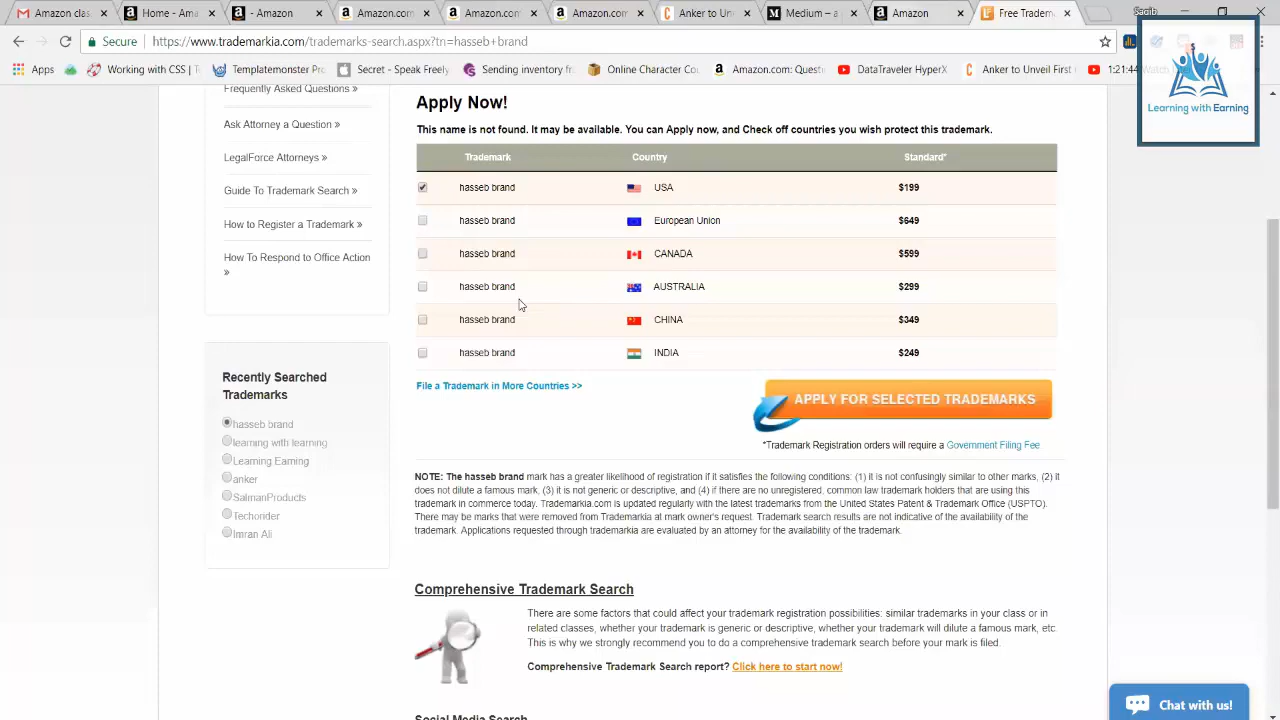 Amazon class
Home - Ama
Amazon.com
Amazon.com
Amazon.com
Amazon.com
Anker to Unv
Medium – a
Amazon
Free Tradem
Secure
https://www.trademarkia.com/trademarks-search.aspx?tn=hasseb+brand
Apps
Working with CSS | T
Templatemonster Pro
Secret - Speak Freely
Sending inventory fr
Online Character Cou
Amazon.com: Questi
DataTraveler HyperX
Anker to Unveil First
1:21:44 Watch
Learning with Earning
Frequently Asked Questions »
Ask Attorney a Question »
LegalForce Attorneys »
Guide To Trademark Search »
How to Register a Trademark »
How To Respond to Office Action
»
Recently Searched
Trademarks
hasseb brand
learning with learning
Learning Earning
anker
SalmanProducts
Techorider
Imran Ali
Apply Now!
This name is not found. It may be available. You can Apply now, and Check off countries you wish protect this trademark.
Trademark Country Standard*
hasseb brand USA $199
hasseb brand European Union $649
hasseb brand CANADA $599
hasseb brand AUSTRALIA $299
hasseb brand CHINA $349
hasseb brand INDIA $249
File a Trademark in More Countries >>
APPLY FOR SELECTED TRADEMARKS
*Trademark Registration orders will require a Government Filing Fee
NOTE: The hasseb brand mark has a greater likelihood of registration if it satisfies the following conditions: (1) it is not confusingly similar to other marks, (2) it
does not dilute a famous mark, (3) it is not generic or descriptive, and (4) if there are no unregistered, common law trademark holders that are using this
trademark in commerce today. Trademarkia.com is updated regularly with the latest trademarks from the United States Patent & Trademark Office (USPTO).
There may be marks that were removed from Trademarkia at mark owner's request. Trademark search results are not indicative of the availability of the
trademark. Applications requested through trademarkia are evaluated by an attorney for the availability of the trademark.
Comprehensive Trademark Search
There are some factors that could affect your trademark registration possibilities: similar trademarks in your class or in
related classes, whether your trademark is generic or descriptive, whether your trademark will dilute a famous mark, etc.
This is why we strongly recommend you to do a comprehensive trademark search before your mark is filed.
Comprehensive Trademark Search report? Click here to start now!
Social Media Search
Chat with us!